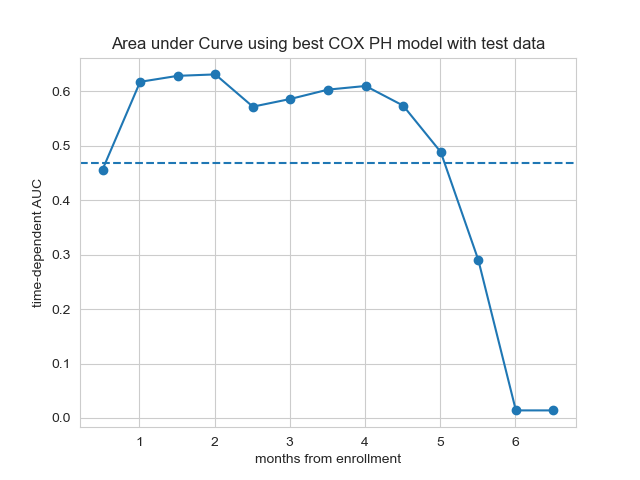 Area under Curve using best COX PH model with test data
time-dependent AUC
0.6
0.5
0.4
0.3
0.2
0.1
0.0
1 2 3 4 5 6
months from enrollment